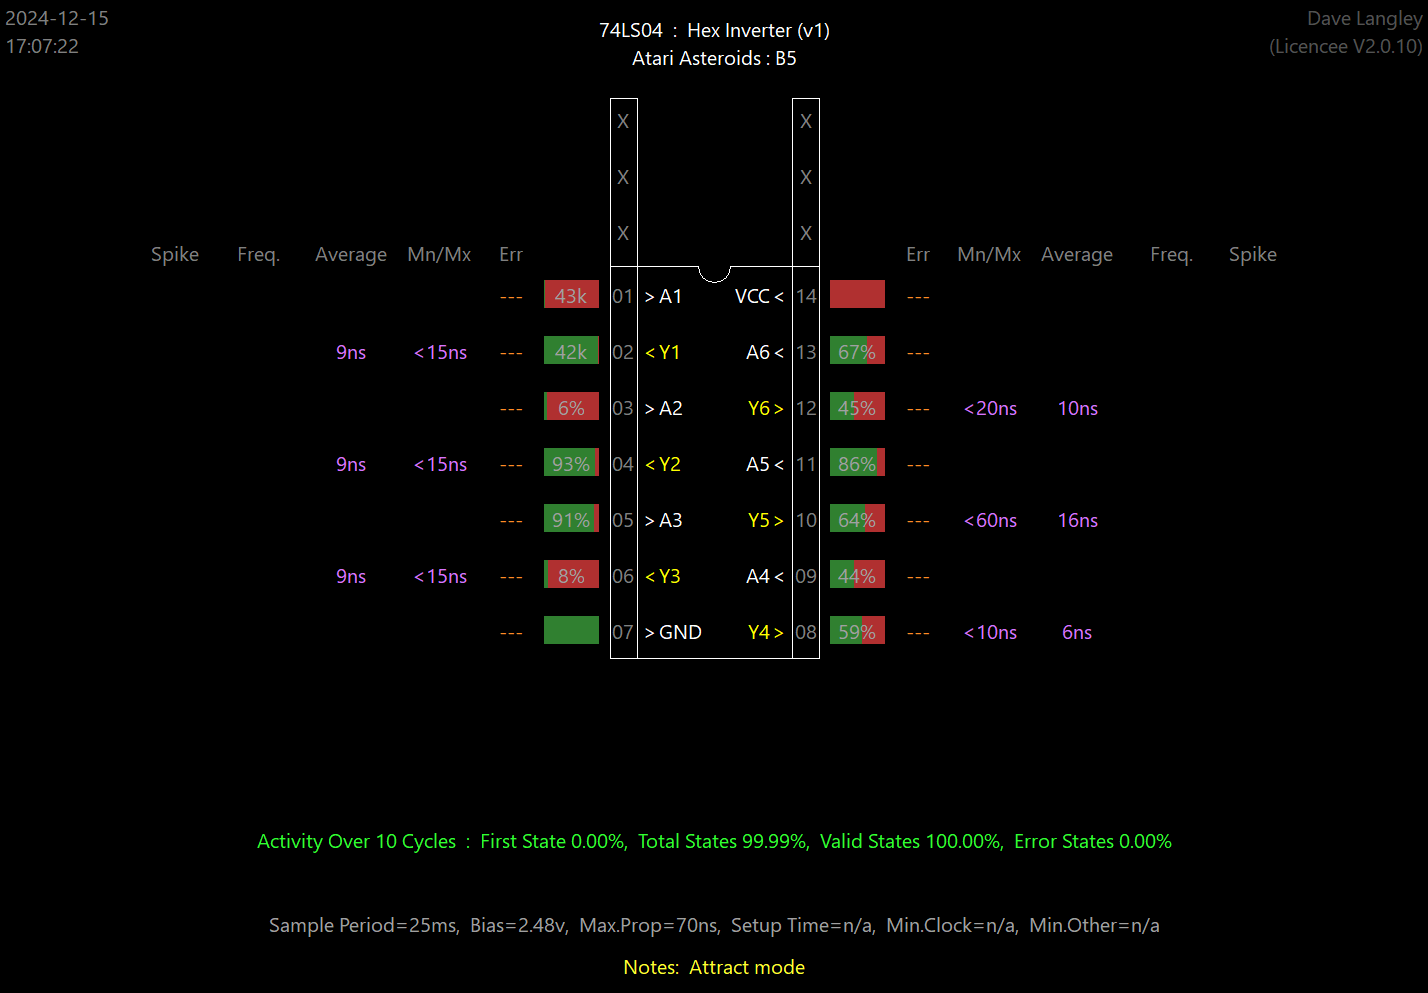 2024-12-15
17:07:22
74LS04 : Hex Inverter (v1)
Atari Asteroids : B5
Dave Langley
(Licencee V2.0.10)
X X
X X
X X
Spike Freq. Average Mn/Mx Err Err Mn/Mx Average Freq. Spike
--- 43k 01 > A1 VCC < 14 ---
9ns <15ns --- 42k 02 < Y1 A6 < 13 67% ---
--- 6% 03 > A2 Y6 > 12 45% --- <20ns 10ns
9ns <15ns --- 93% 04 < Y2 A5 < 11 86% ---
--- 91% 05 > A3 Y5 > 10 64% --- <60ns 16ns
9ns <15ns --- 8% 06 < Y3 A4 < 09 44% ---
--- 07 > GND Y4 > 08 59% --- <10ns 6ns
Activity Over 10 Cycles : First State 0.00%, Total States 99.99%, Valid States 100.00%, Error States 0.00%
Sample Period=25ms, Bias=2.48v, Max.Prop=70ns, Setup Time=n/a, Min.Clock=n/a, Min.Other=n/a
Notes: Attract mode